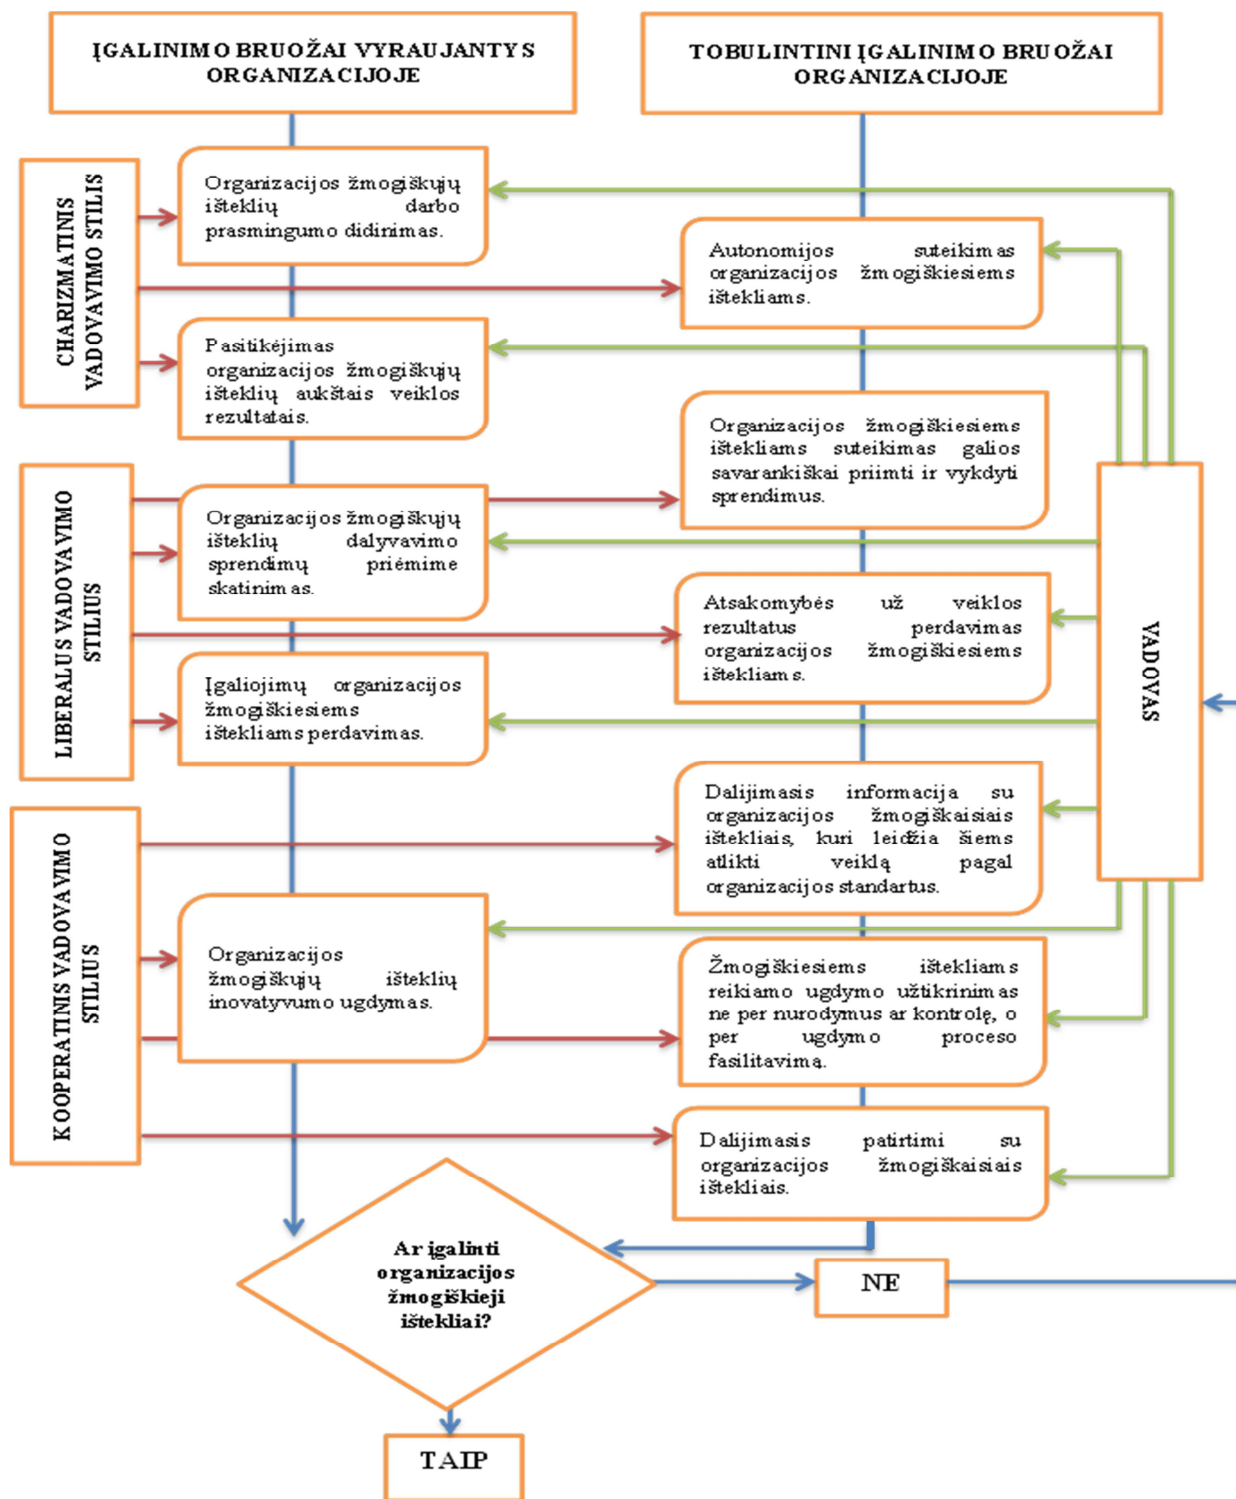 ĮGALINIMO BRUOŽAI VYRAUJANTYS
ORGANIZACIJOJE
TOBULINTINI ĮGALINIMO BRUOŽAI
ORGANIZACIJOJE
CHARIZMATINIS
VADOVAVIMO STILIS
Organizacijos žmogiškųjų
išteklių darbo
prasmingumo didinimas.
Autonomijos suteikimas
organizacijos žmogiškiesiems
ištekliams.
Pasitikėjimas
organizacijos žmogiškųjų
išteklių aukštais veiklos
rezultatais.
Organizacijos žmogiškiesiems
ištekliams suteikimas galios
savarankiškai priimti ir vykdyti
sprendimus.
LIBERALUS VADOVAVIMO
STILIUS
Organizacijos žmogiškųjų
išteklių dalyvavimo
sprendimų priėmime
skatinimas.
Atsakomybės už veiklos
rezultatus perdavimas
organizacijos žmogiškiesiems
ištekliams.
Įgaliojimų organizacijos
žmogiškiesiems
ištekliams perdavimas.
VADOVAS
Dalijimasis informacija su
organizacijos žmogiškaisiais
ištekliais, kuri leidžia šiems
atlikti veiklą pagal
organizacijos standartus.
KOOPERATINIS VADOVAVIMO
STILIUS
Organizacijos
žmogiškųjų išteklių
inovatyvumo ugdymas.
Žmogiškiesiems ištekliams
reikiamo ugdymo užtikrinimas
ne per nurodymus ar kontrolę, o
per ugdymo proceso
fasilitavimą.
Dalijimasis patirtimi su
organizacijos žmogiškaisiais
ištekliais.
Ar įgalinti
organizacijos
žmogiškieji
ištekliai?
NE
TAIP